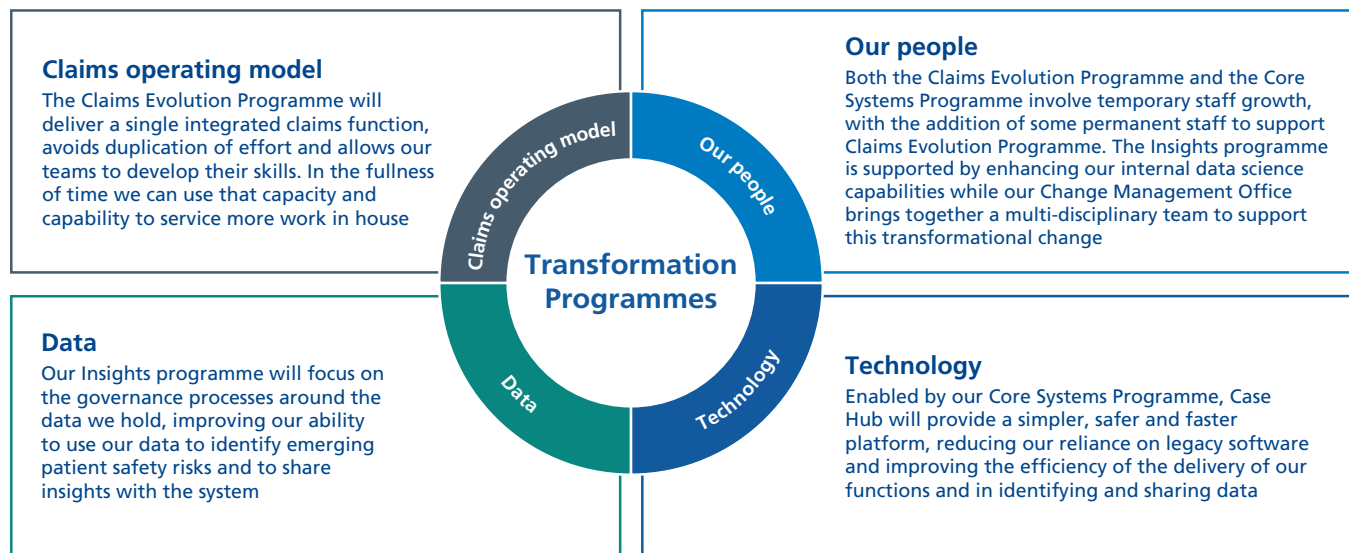 Claims operating model
The Claims Evolution Programme will
deliver a single integrated claims function,
avoids duplication of effort and allows our
teams to develop their skills. In the fullness
of time we can use that capacity and
capability to service more work in house
Our people
Both the Claims Evolution Programme and the Core
Systems Programme involve temporary staff growth,
with the addition of some permanent staff to support
Claims Evolution Programme. The Insights programme
is supported by enhancing our internal data science
capabilities while our Change Management Office
brings together a multi-disciplinary team to support
this transformational change
Claims operating model
Our people
Transformation
Programmes
Data
Technology
Data
Our Insights programme will focus on
the governance processes around the
data we hold, improving our ability
to use our data to identify emerging
patient safety risks and to share
insights with the system
Technology
Enabled by our Core Systems Programme, Case
Hub will provide a simpler, safer and faster
platform, reducing our reliance on legacy software
and improving the efficiency of the delivery of our
functions and in identifying and sharing data